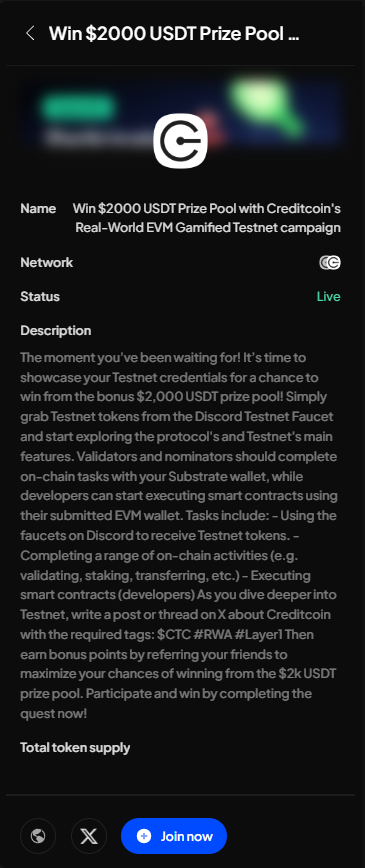 Win $2000 USDT Prize Pool ...
Name
Win $2000 USDT Prize Pool with Creditcoin's
Real-World EVM Gamified Testnet campaign
Network
Status
Live
Description
The moment you've been waiting for! It's time to
showcase your Testnet credentials for a chance to
win from the bonus $2,000 USDT prize pool! Simply
grab Testnet tokens from the Discord Testnet Faucet
and start exploring the protocol's and Testnet's main
features. Validators and nominators should complete
on-chain tasks with your Substrate wallet, while
developers can start executing smart contracts using
their submitted EVM wallet. Tasks include: - Using the
faucets on Discord to receive Testnet tokens. -
Completing a range of on-chain activities (e.g.
validating, staking, transferring, etc.) - Executing
smart contracts (developers) As you dive deeper into
Testnet, write a post or thread on X about Creditcoin
with the required tags: $CTC #RWA #Layer1 Then
earn bonus points by referring your friends to
maximize your chances of winning from the $2k USDT
prize pool. Participate and win by completing the
quest now!
Total token supply
Join now